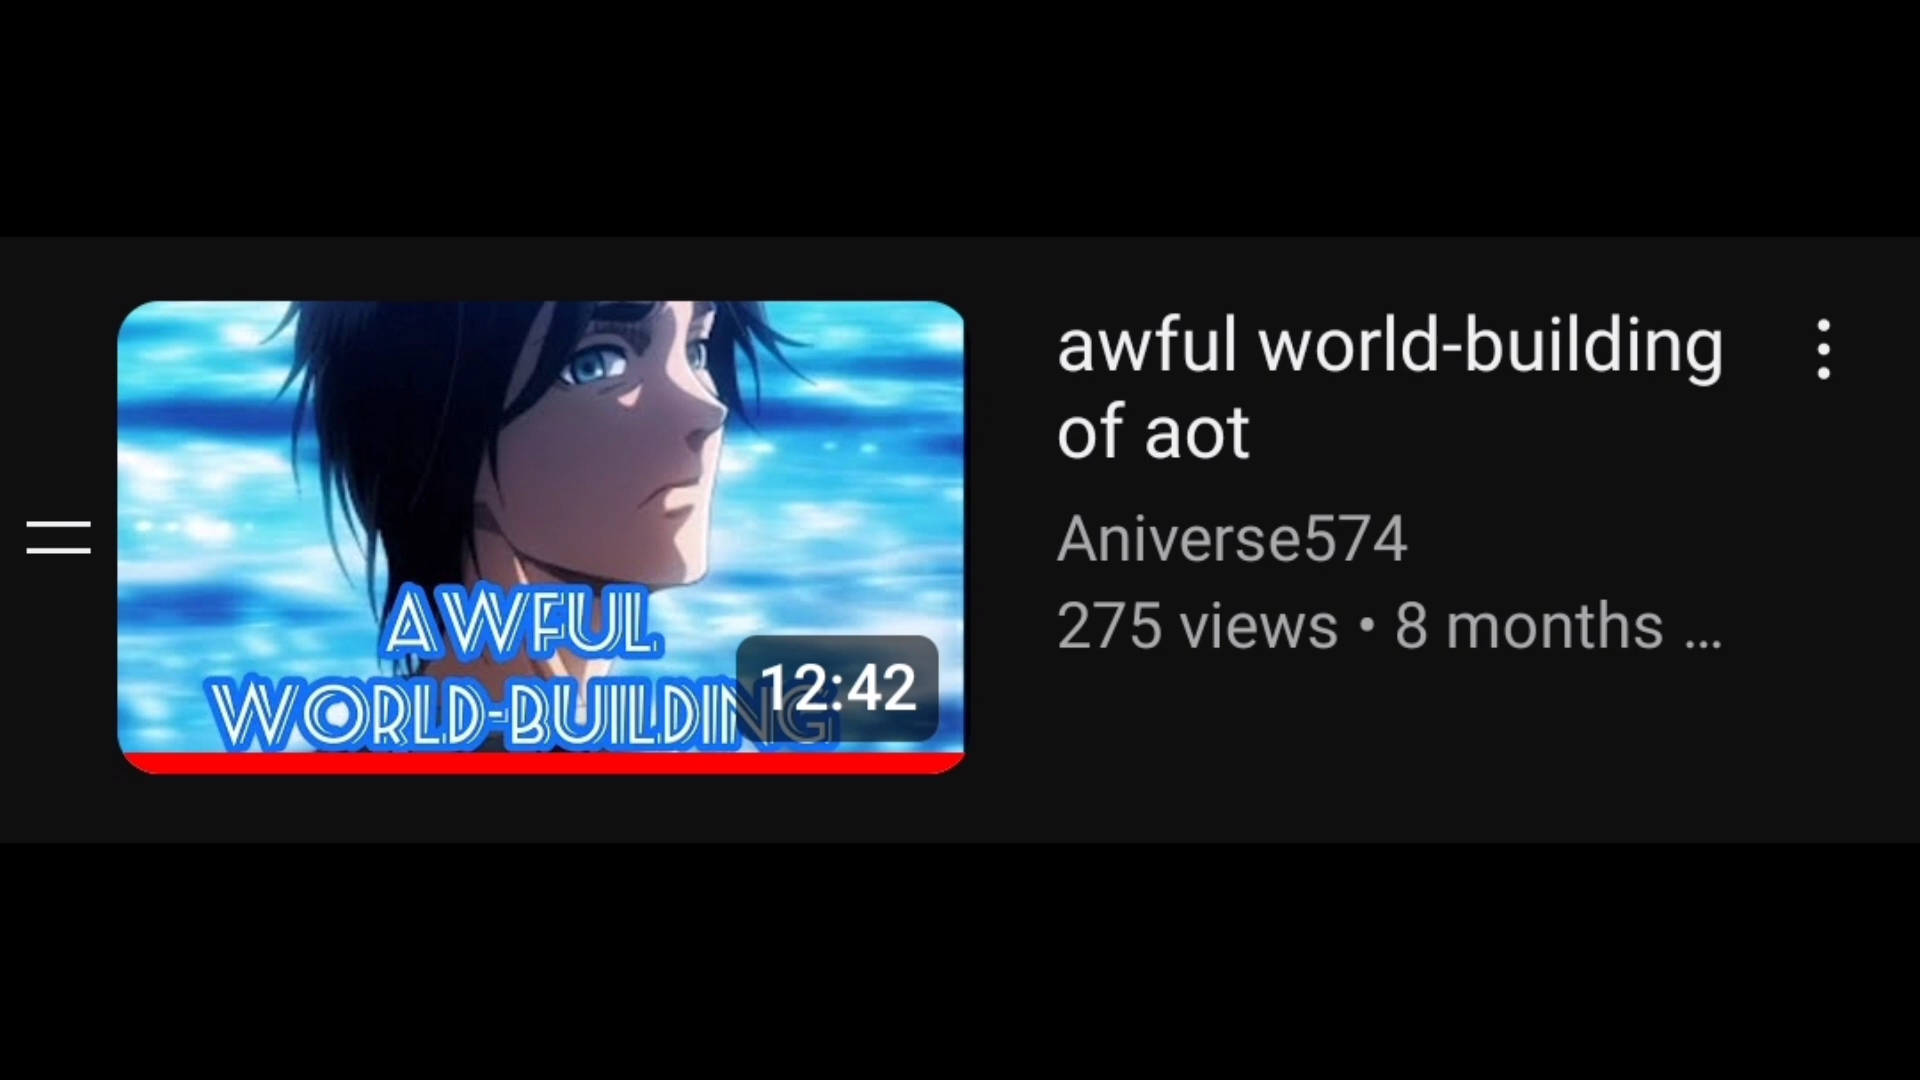 AWFUL
WORLD-BUILDING
12:42
awful world-building
of aot
Aniverse574
275 views • 8 months ...